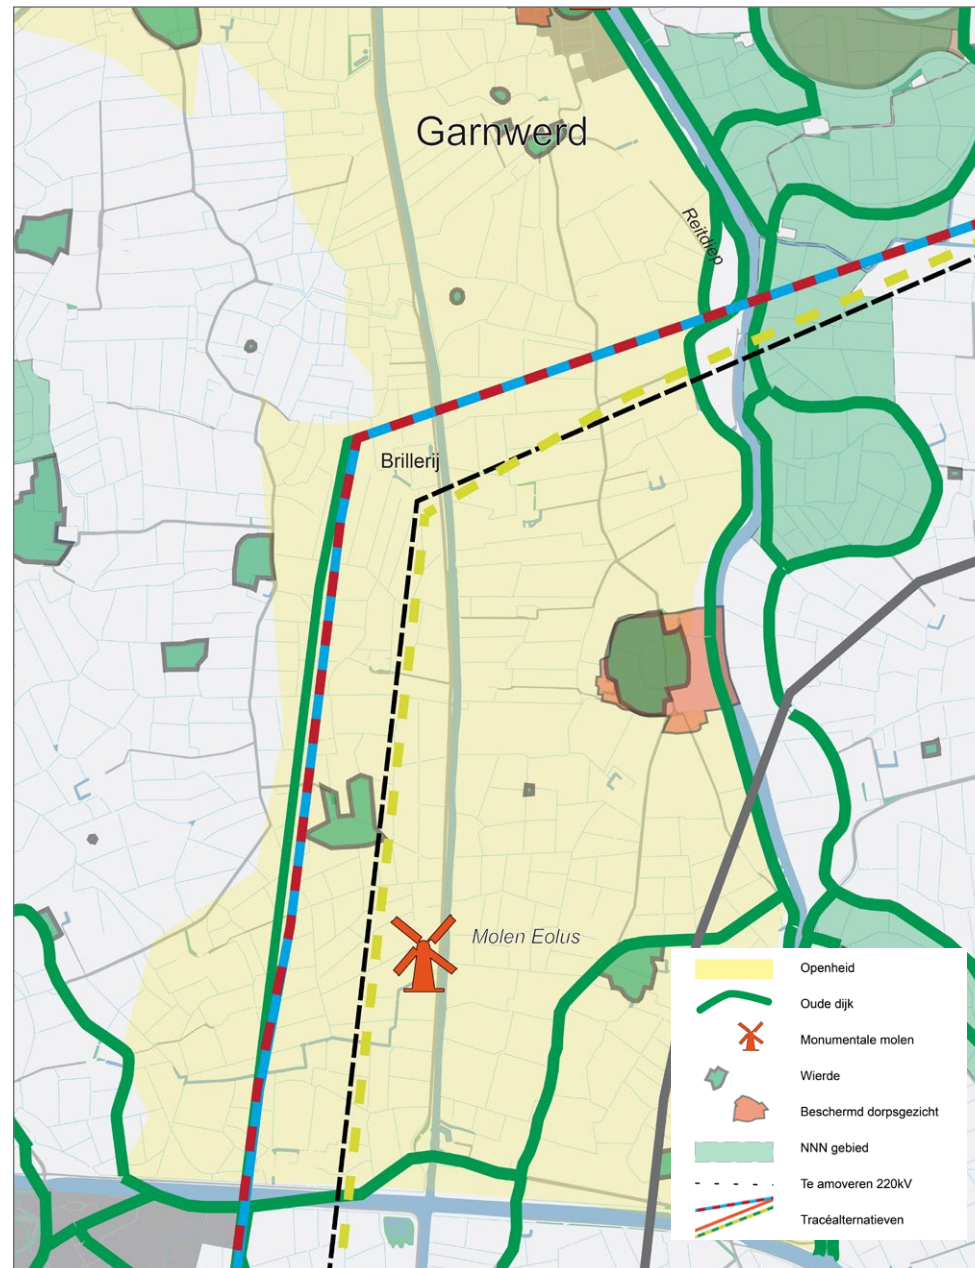 Garnwerd
Reitdiep
Brillerij
Molen Eolus
Openheid
Oude dijk
Monumentale molen
Wierde
Beschermd dorpsgezicht
NNN gebied
Te amoveren 220kV
Tracéalternatieven